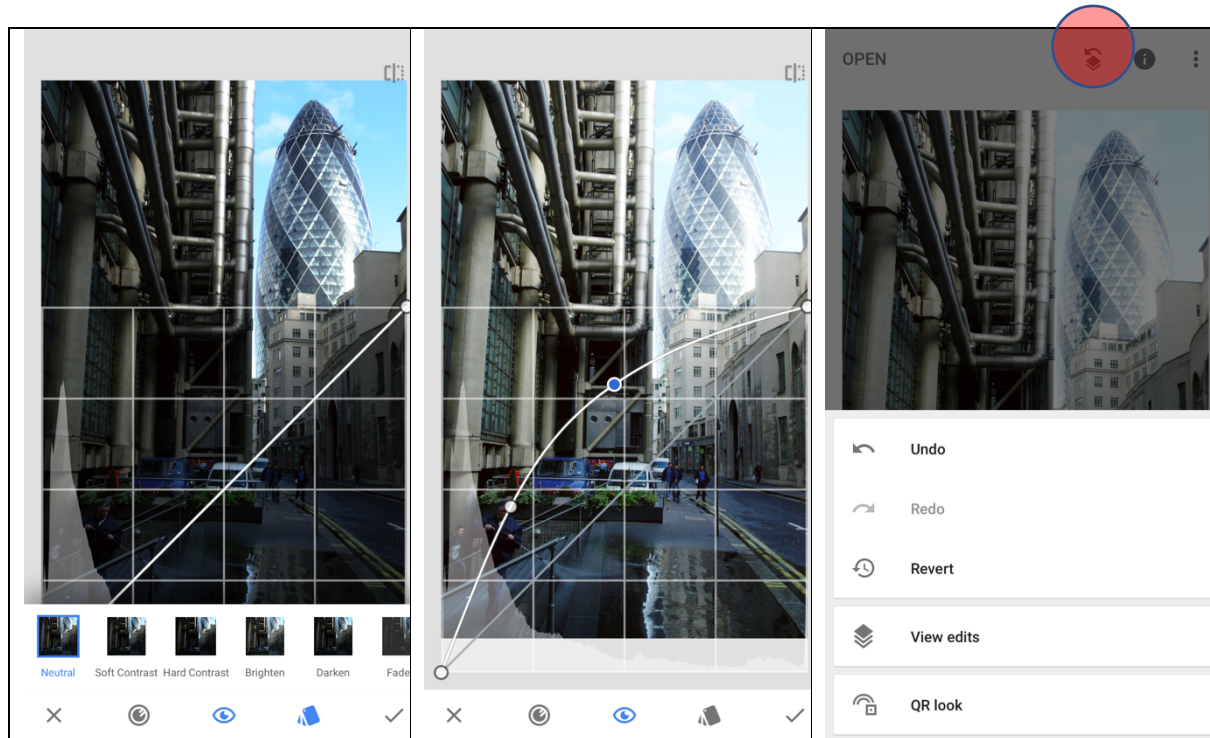 Neutral
Soft Contrast
Hard Contrast
Brighten
Darken
Fade
OPEN
Undo
Redo
Revert
View edits
QR look